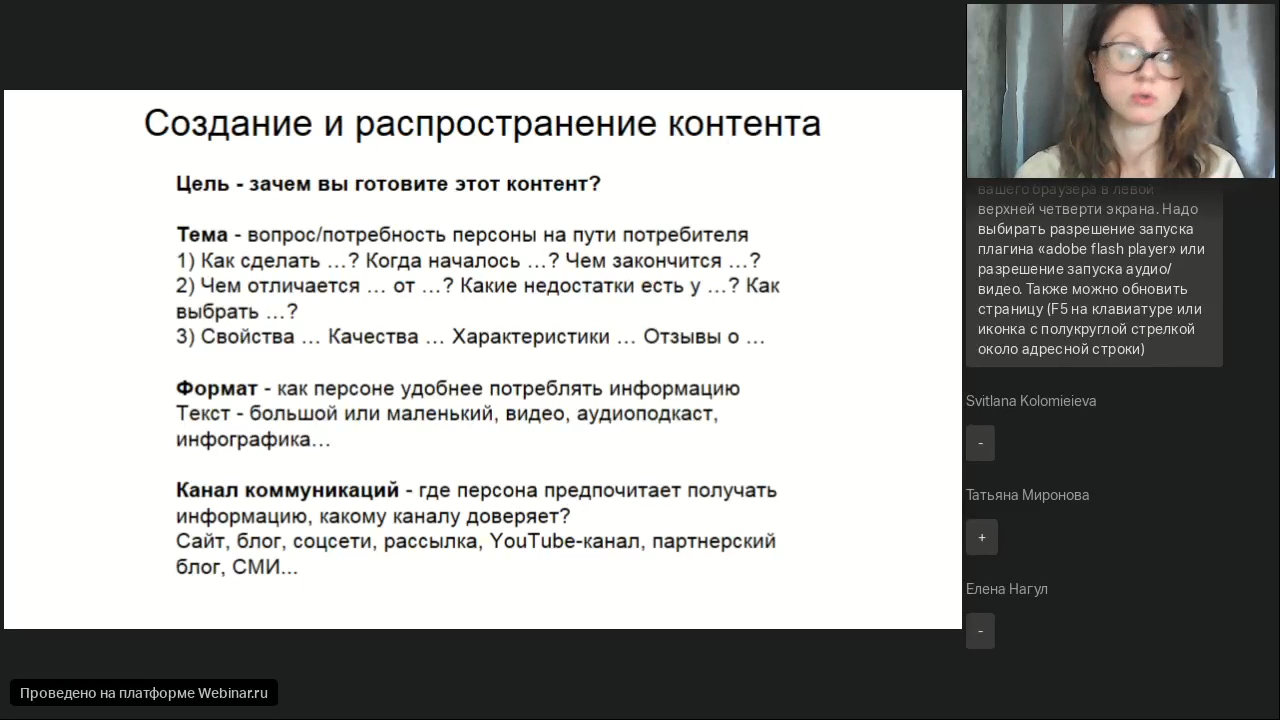 Создание и распространение контента
Цель - зачем вы готовите этот контент?
Тема - вопрос/потребность персоны на пути потребителя
1) Как сделать …? Когда началось …? Чем закончится …?
2) Чем отличается … от …? Какие недостатки есть у …? Как
выбрать …?
3) Свойства … Качества … Характеристики … Отзывы о …
Формат - как персоне удобнее потреблять информацию
Текст - большой или маленький, видео, аудиоподкаст,
инфографика…
Канал коммуникаций - где персона предпочитает получать
информацию, какому каналу доверяет?
Сайт, блог, соцсети, рассылка, YouTube-канал, партнерский
блог, СМИ...
вашего браузера в левой
верхней четверти экрана. Надо
выбирать разрешение запуска
плагина «adobe flash player» или
разрешение запуска аудио/
видео. Также можно обновить
страницу (F5 на клавиатуре или
иконка с полукруглой стрелкой
около адресной строки)
Svitlana Kolomieieva
-
Татьяна Миронова
+
Елена Нагул
-
Проведено на платформе Webinar.ru